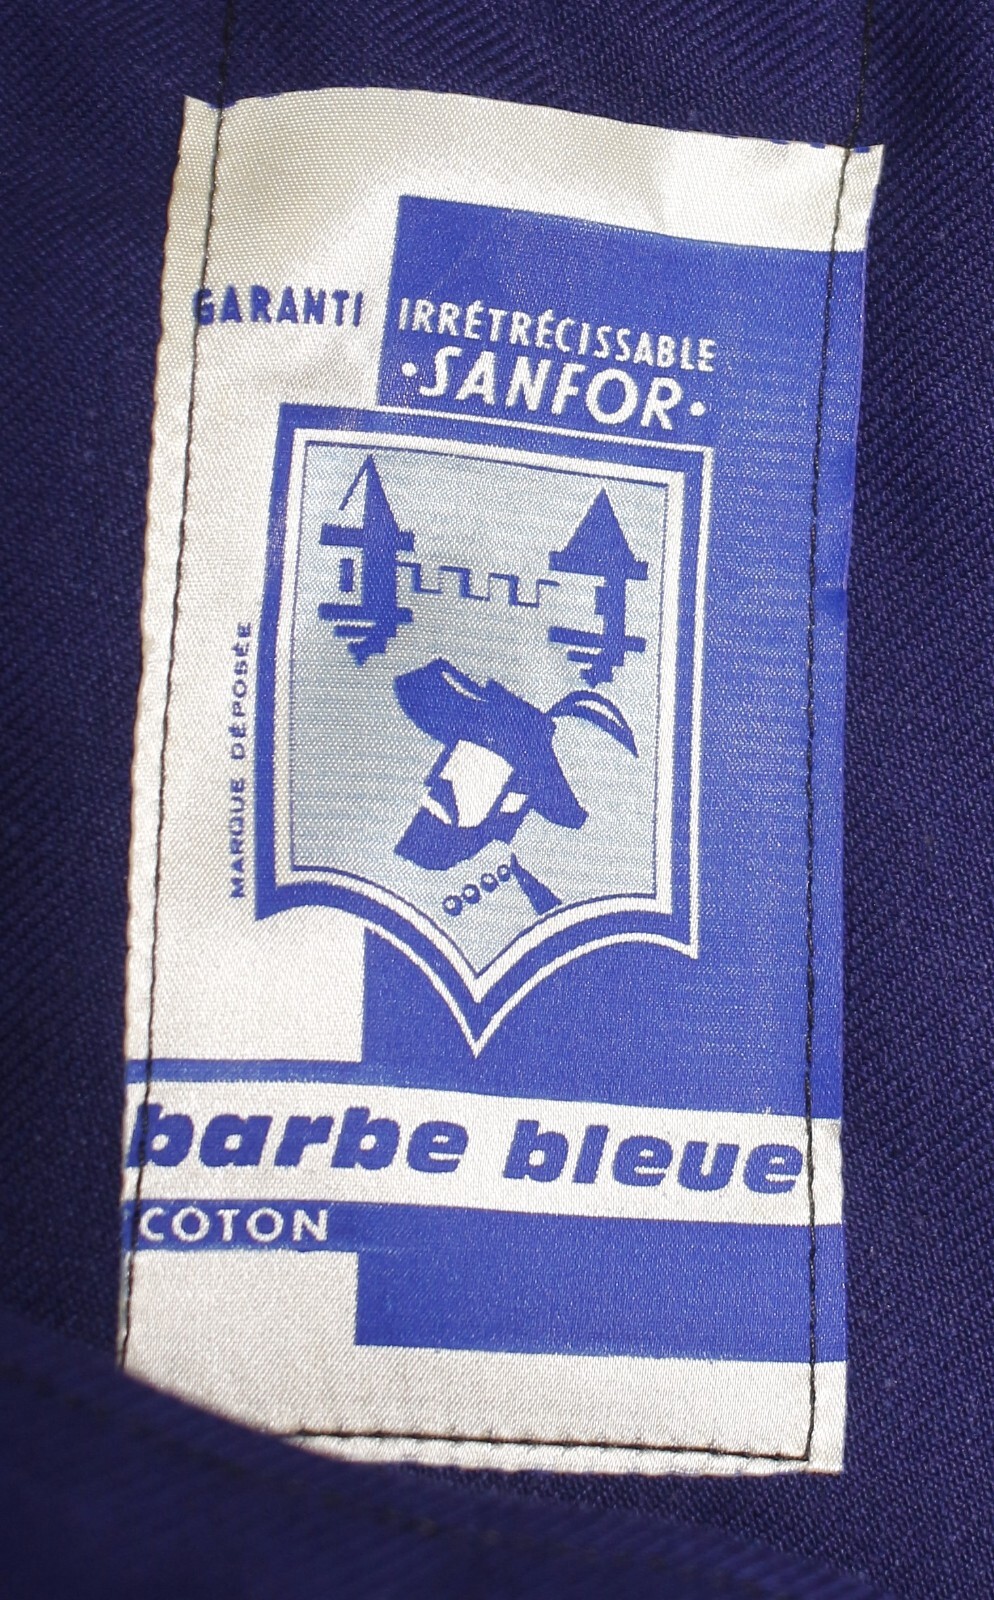 GARANTI IRRÉTRÉCISSABLE
·SANFOR·
MARQUE DÉPOSÉE
barbe bleue
COTON